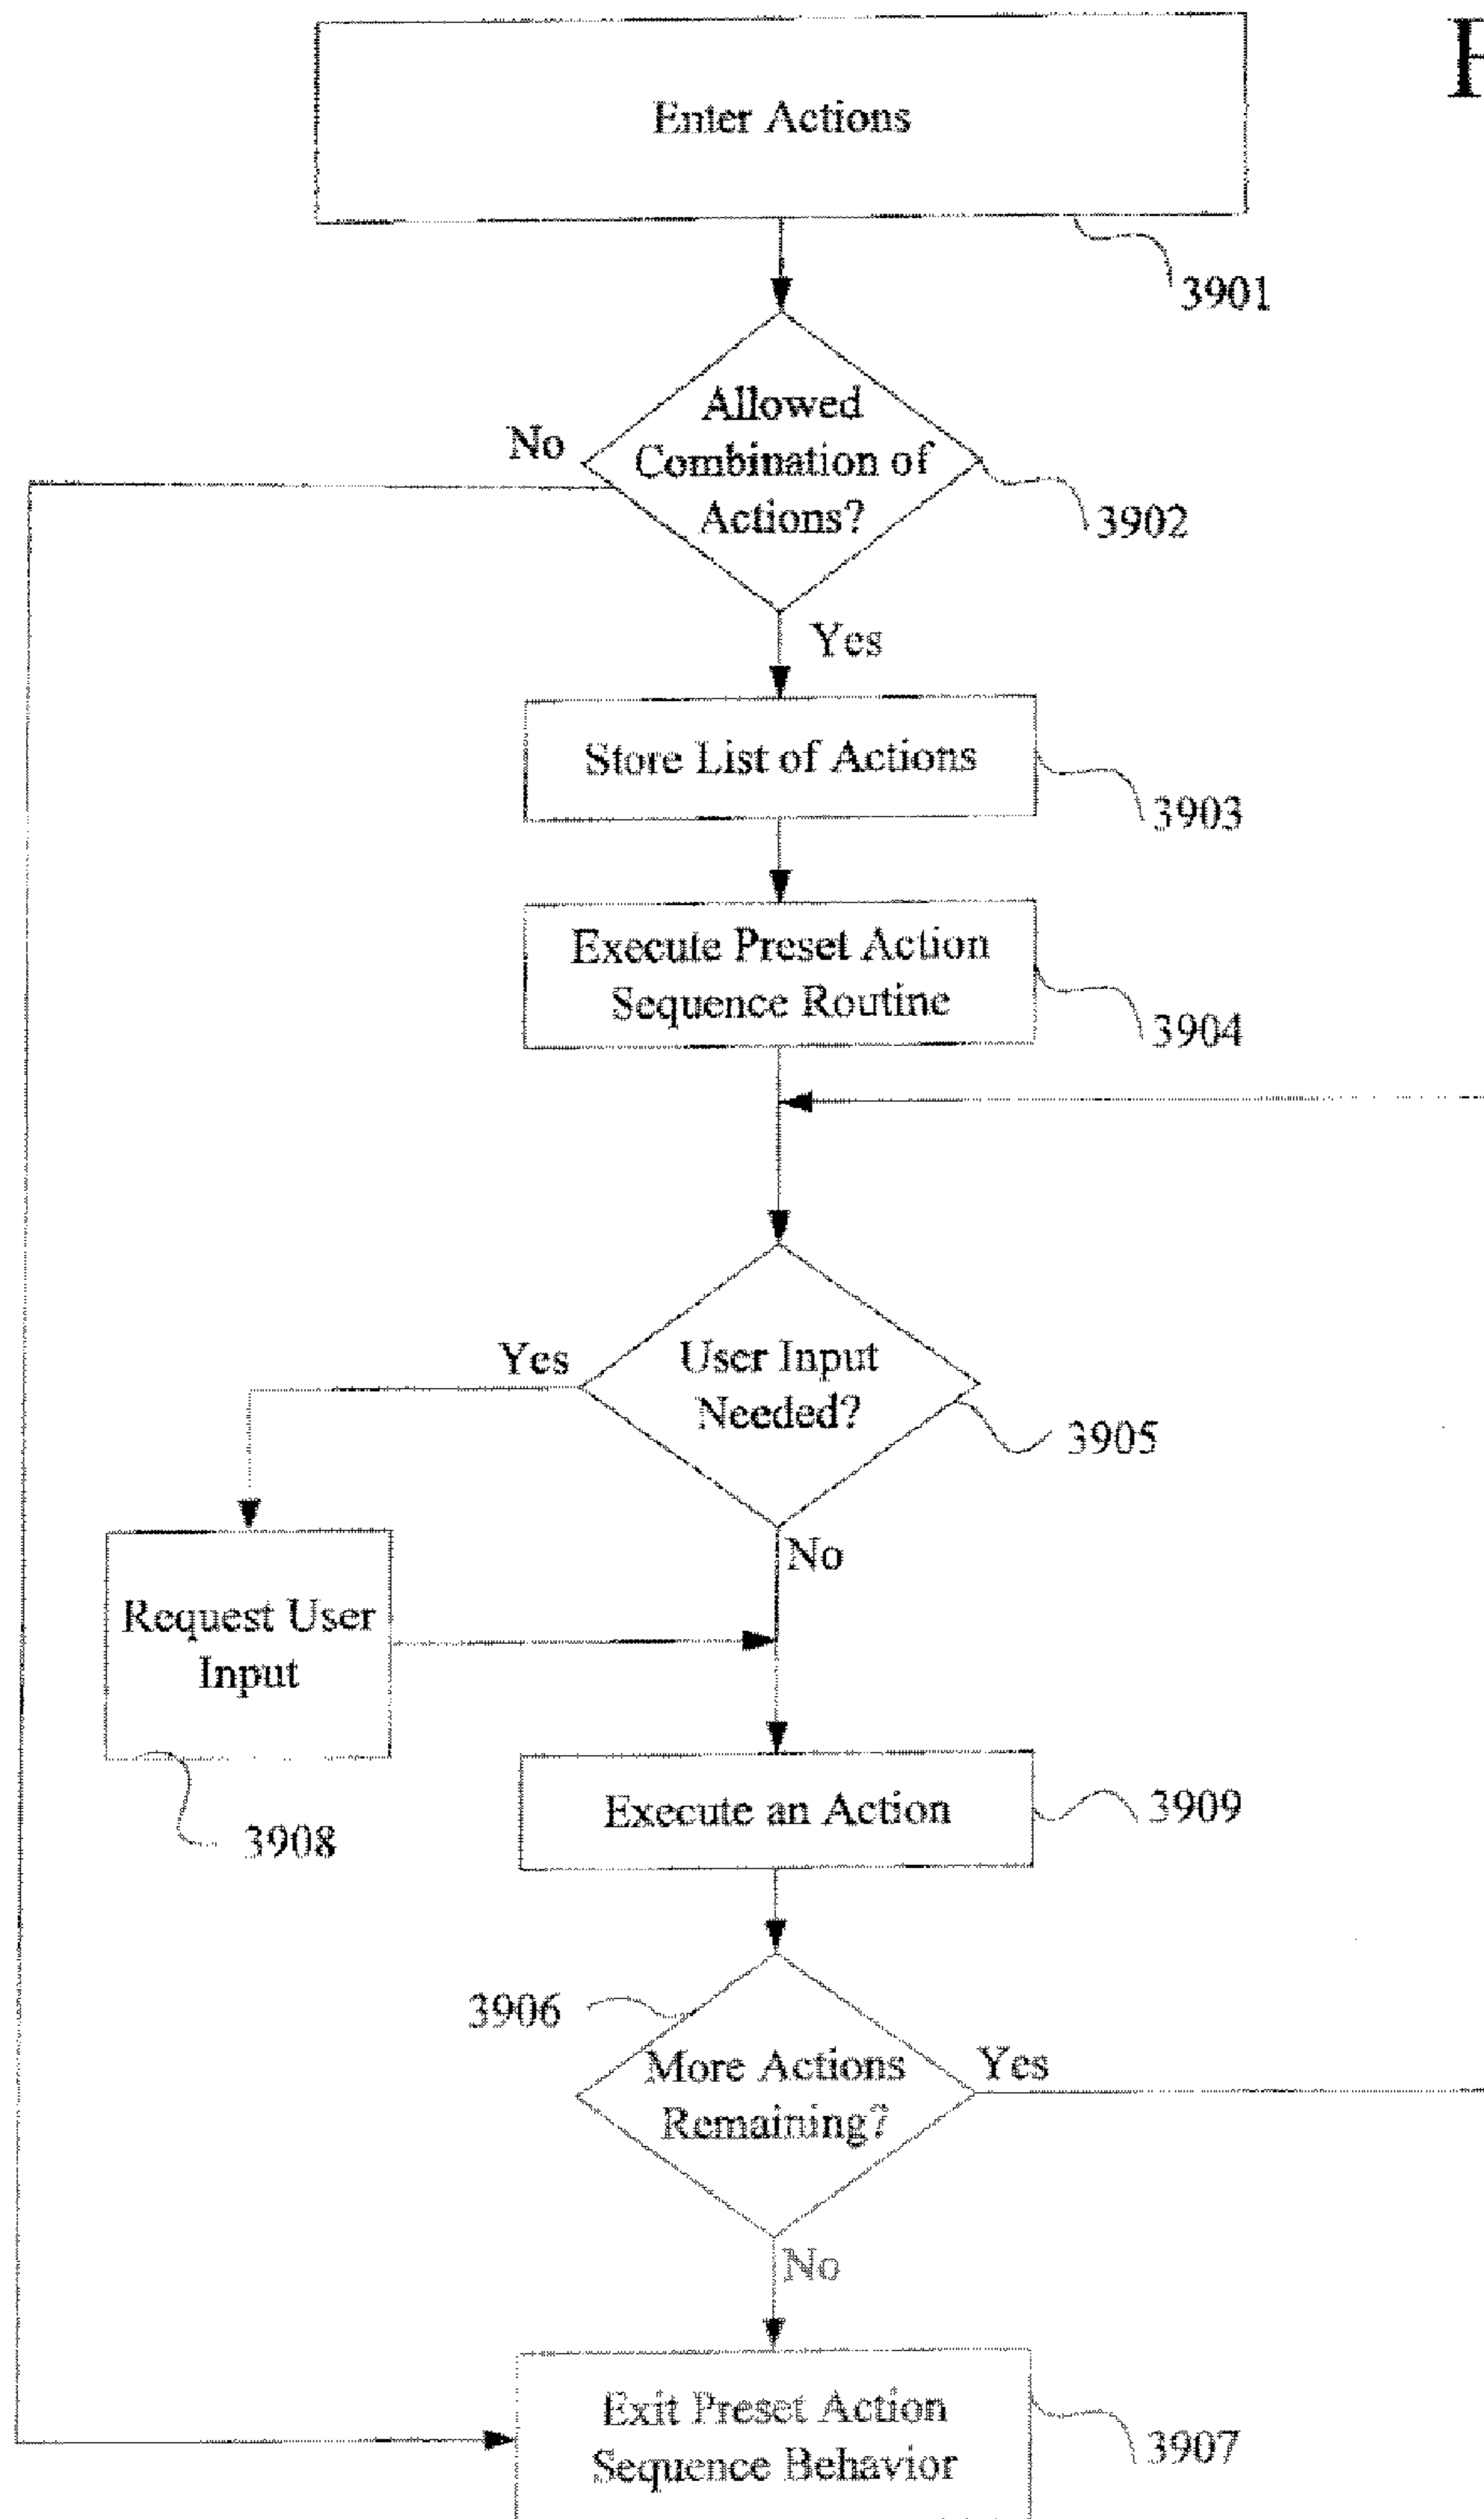 Enter Actions
3901
Allowed
Combination of
Actions?
No
3902
Yes
Store List of Actions
3903
Execute Preset Action
Sequence Routine
3904
User Input
Needed?
Yes
3905
No
Request User
Input
3908
Execute an Action
3909
3906
More Actions
Remaining?
Yes
No
Exit Preset Action
Sequence Behavior
3907